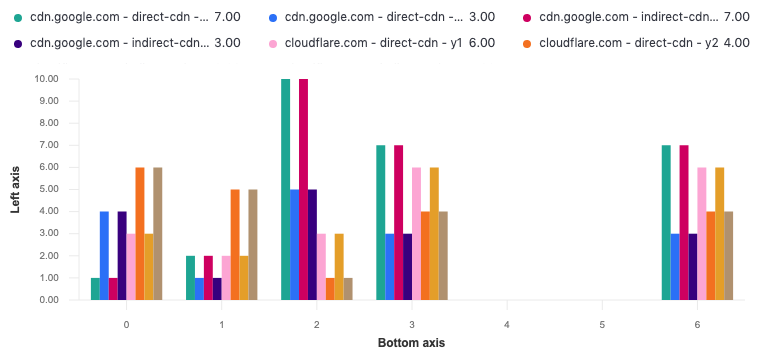 cdn.google.com - direct-cdn -... 7.00 cdn.google.com - direct-cdn -... 3.00 cdn.google.com - indirect-cdn... 7.00
cdn.google.com - indirect-cdn... 3.00 cloudflare.com - direct-cdn - y1 6.00 cloudflare.com - direct-cdn - y2 4.00
10.00
9.00
8.00
7.00
6.00
5.00
4.00
3.00
2.00
1.00
0.00
Left axis
0 1 2 3 4 5 6
Bottom axis